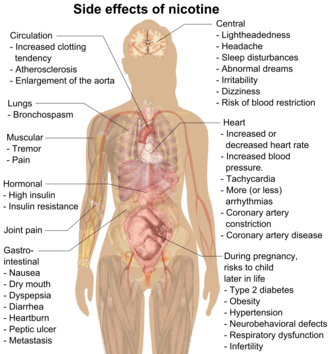 Side effects of nicotine
Circulation
- Increased clotting
tendency
- Atherosclerosis
- Enlargement of the aorta
Lungs
- Bronchospasm
Muscular
- Tremor
- Pain
Hormonal
- High insulin
- Insulin resistance
Joint pain
Gastro-
intestinal
- Nausea
- Dry mouth
- Dyspepsia
- Diarrhea
- Heartburn
- Peptic ulcer
- Metastasis
Central
- Lightheadedness
- Headache
- Sleep disturbances
- Abnormal dreams
- Irritability
- Dizziness
- Risk of blood restriction
Heart
- Increased or
decreased heart rate
- Increased blood
pressure.
- Tachycardia
- More (or less)
arrhythmias
- Coronary artery
constriction
- Coronary artery disease
During pregnancy,
risks to child
later in life
- Type 2 diabetes
- Obesity
- Hypertension
- Neurobehavioral defects
- Respiratory dysfunction
- Infertility